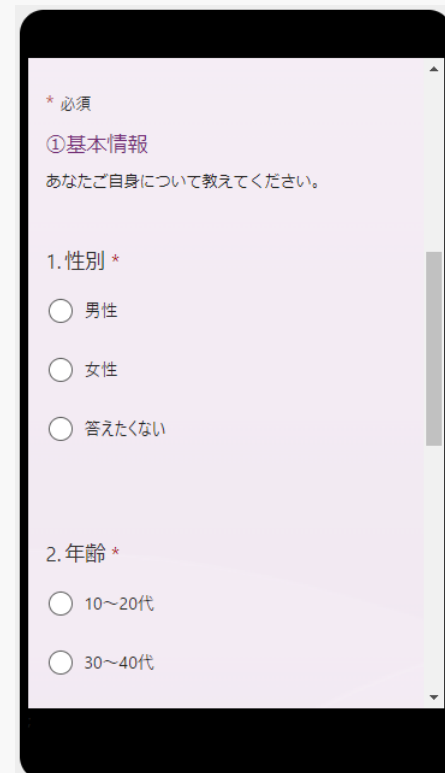 * 必須
①基本情報
あなたご自身について教えてください。
1. 性別 *
男性
女性
答えたくない
2. 年齢 *
10～20代
30～40代